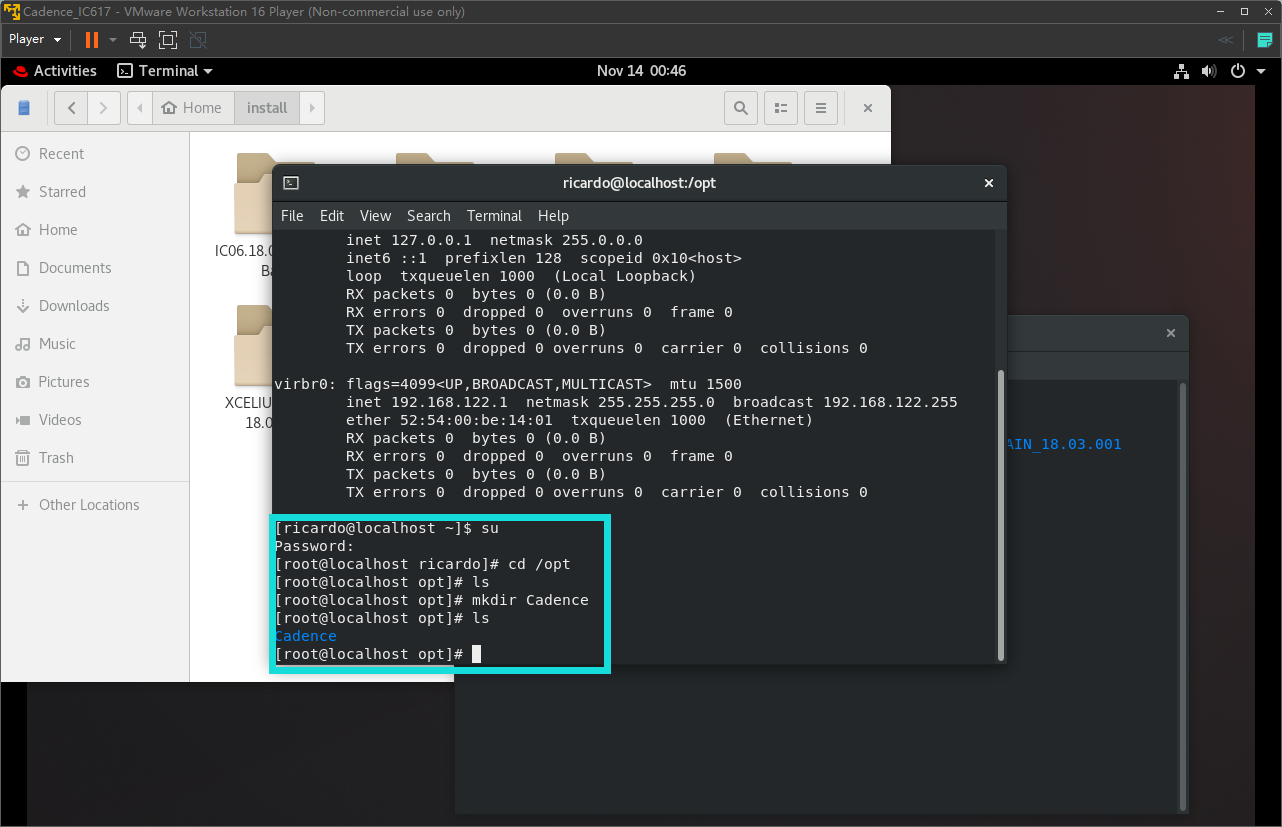 Cadence_IC617 - VMware Workstation 16 Player (Non-commercial use only)
Player
Activities
Terminal
Nov 14 00:46
Home
install
Recent
Starred
Home
Documents
Downloads
Music
Pictures
Videos
Trash
Other Locations
IC06.18.0
Ba
XCELIU
18.0
ricardo@localhost:/opt
File Edit View Search Terminal Help
inet 127.0.0.1 netmask 255.0.0.0
inet6 ::1 prefixlen 128 scopeid 0x10<host>
loop txqueuelen 1000 (Local Loopback)
RX packets 0 bytes 0 (0.0 B)
RX errors 0 dropped 0 overruns 0 frame 0
TX packets 0 bytes 0 (0.0 B)
TX errors 0 dropped 0 overruns 0 carrier 0 collisions 0
virbr0: flags=4099<UP,BROADCAST,MULTICAST> mtu 1500
inet 192.168.122.1 netmask 255.255.255.0 broadcast 192.168.122.255
ether 52:54:00:be:14:01 txqueuelen 1000 (Ethernet)
RX packets 0 bytes 0 (0.0 B)
RX errors 0 dropped 0 overruns 0 frame 0
TX packets 0 bytes 0 (0.0 B)
TX errors 0 dropped 0 overruns 0 carrier 0 collisions 0
[ricardo@localhost ~]$ su
Password:
[root@localhost ricardo]# cd /opt
[root@localhost opt]# ls
[root@localhost opt]# mkdir Cadence
[root@localhost opt]# ls
Cadence
[root@localhost opt]#
AIN_18.03.001